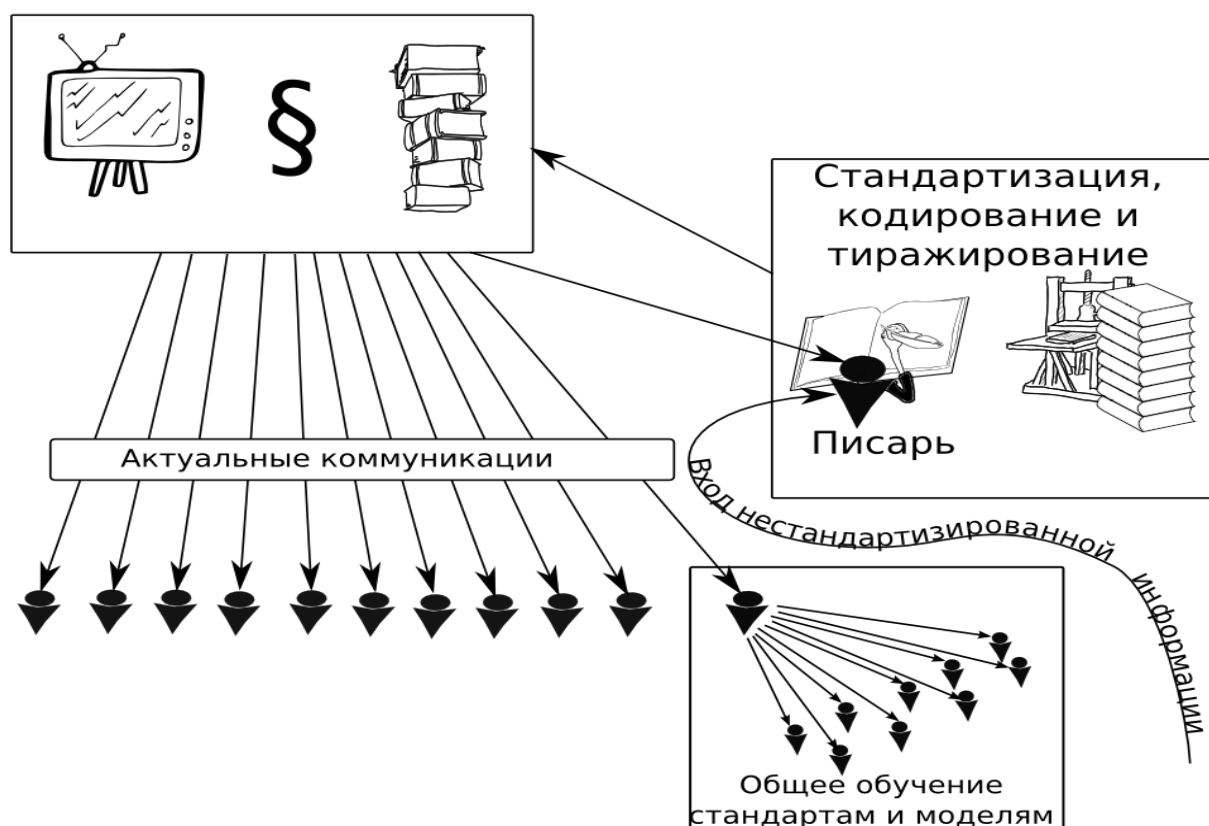 §
Стандартизация,
кодирование и
тиражирование
Писарь
Актуальные коммуникации
Вход нестандартизированной
Информации
Общее обучение
стандартам и моделям